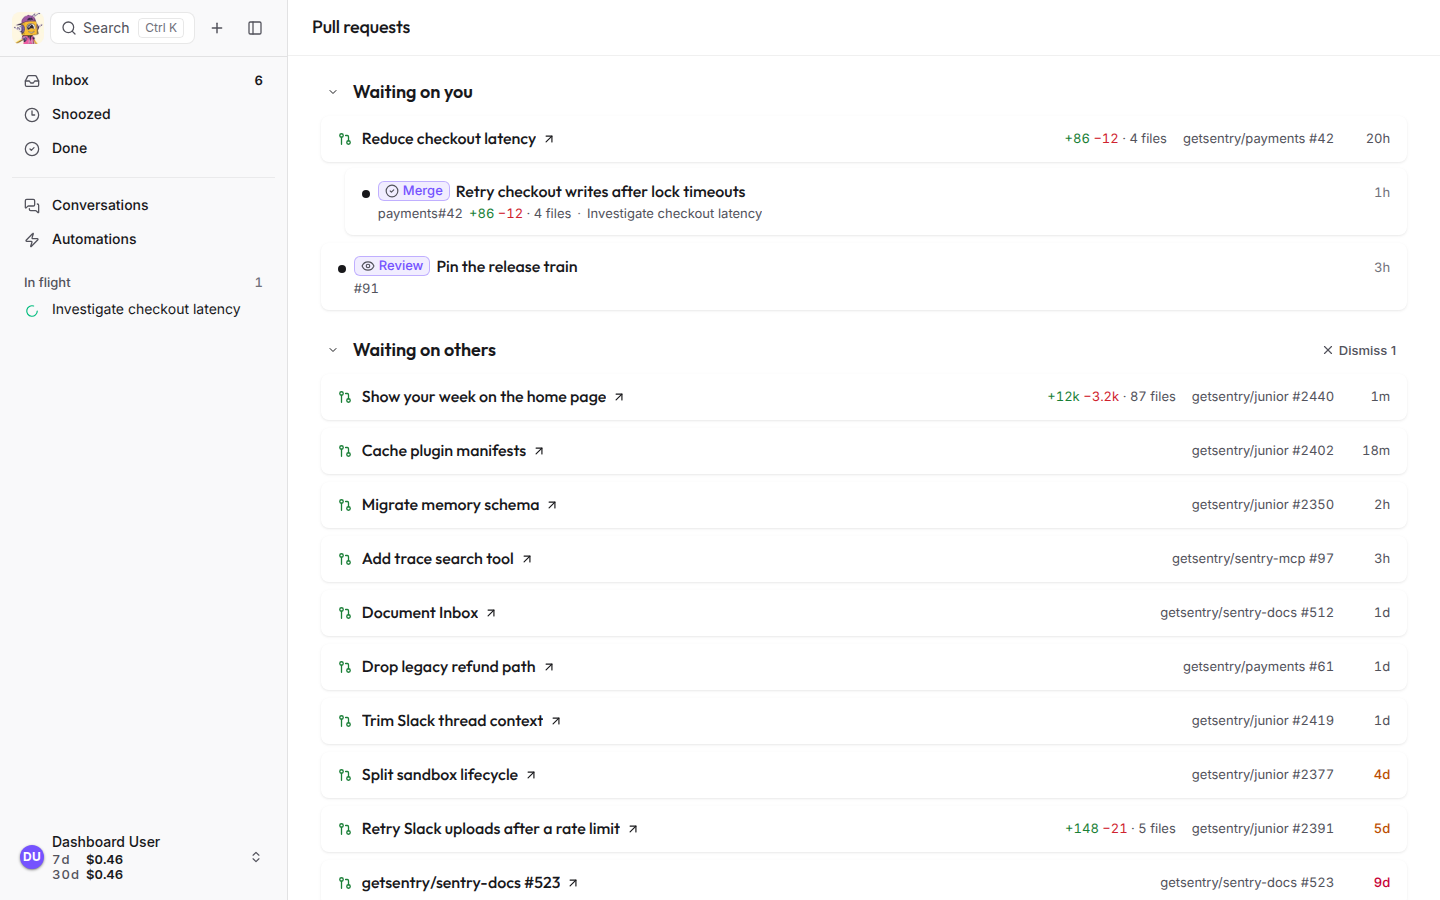 Search Ctrl K
Inbox 6
Snoozed
Done
Conversations
Automations
In flight 1
Investigate checkout latency
DU Dashboard User
7d $0.46
30d $0.46
Pull requests
Waiting on you
Reduce checkout latency +86 −12 · 4 files getsentry/payments #42 20h
Merge Retry checkout writes after lock timeouts 1h
payments#42 +86 −12 · 4 files · Investigate checkout latency
Review Pin the release train 3h
#91
Waiting on others Dismiss 1
Show your week on the home page +12k −3.2k · 87 files getsentry/junior #2440 1m
Cache plugin manifests getsentry/junior #2402 18m
Migrate memory schema getsentry/junior #2350 2h
Add trace search tool getsentry/sentry-mcp #97 3h
Document Inbox getsentry/sentry-docs #512 1d
Drop legacy refund path getsentry/payments #61 1d
Trim Slack thread context getsentry/junior #2419 1d
Split sandbox lifecycle getsentry/junior #2377 4d
Retry Slack uploads after a rate limit +148 −21 · 5 files getsentry/junior #2391 5d
getsentry/sentry-docs #523 getsentry/sentry-docs #523 9d